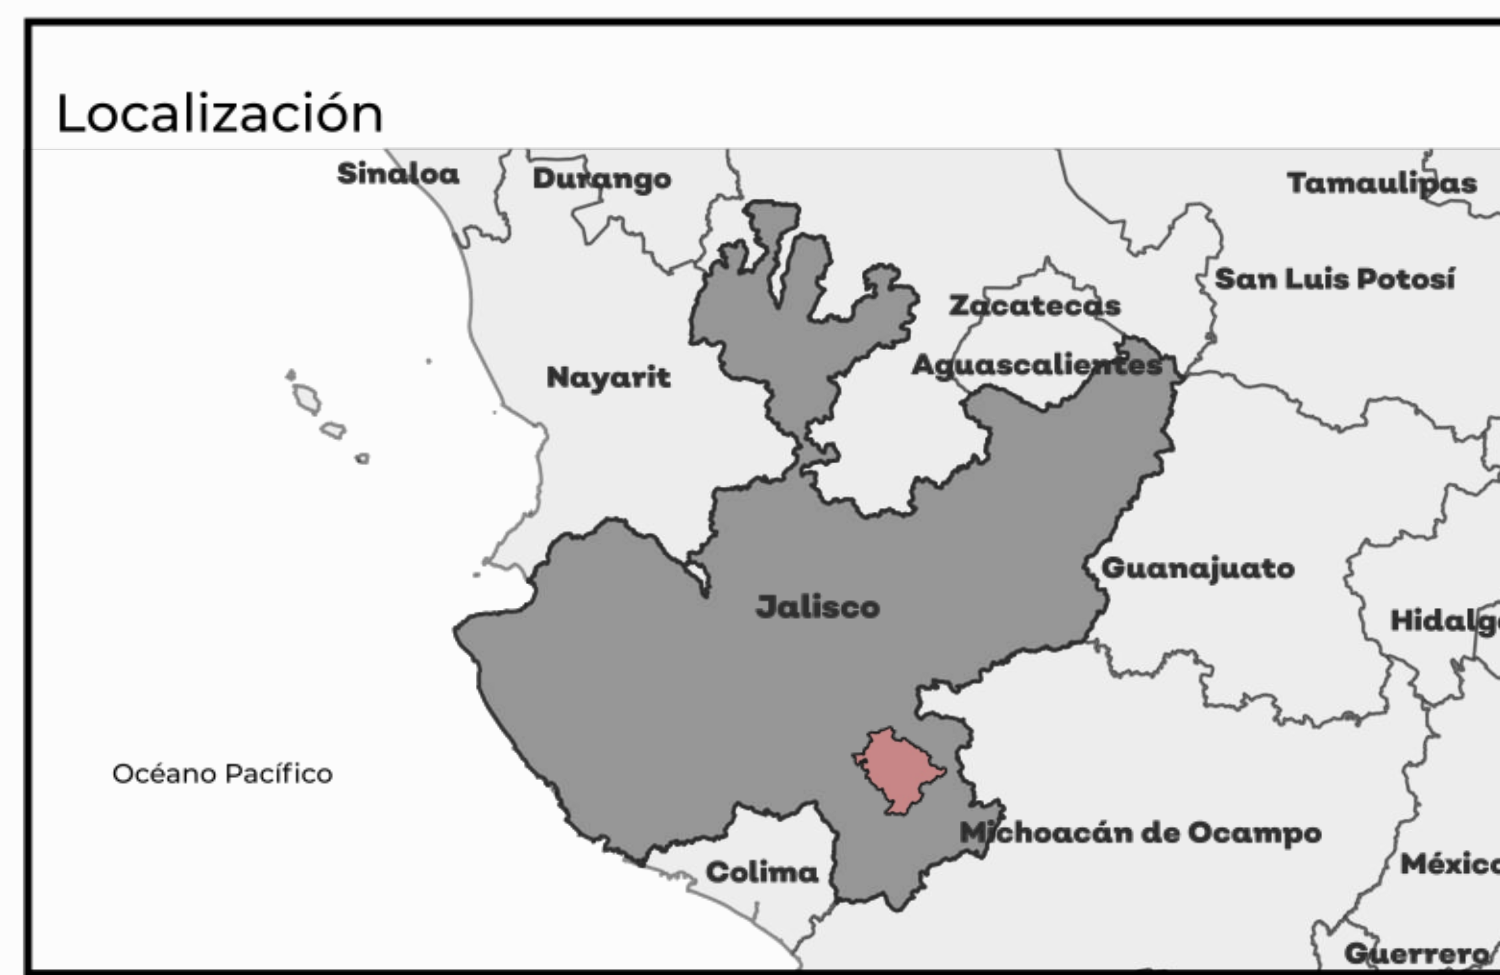 Localización
Sinaloa
Durango
Tamaulipas
San Luis Potosí
Zacatecas
Aguascalientes
Nayarit
Guanajuato
Jalisco
Hidalgo
Océano Pacífico
Michoacán de Ocampo
Colima
México
Guerrero